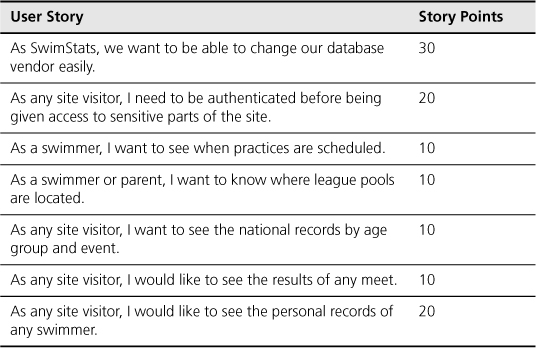 User Story Story Points
As SwimStats, we want to be able to change our database 30
vendor easily.
As any site visitor, I need to be authenticated before being 20
given access to sensitive parts of the site.
As a swimmer, I want to see when practices are scheduled. 10
As a swimmer or parent, I want to know where league pools 10
are located.
As any site visitor, I want to see the national records by age 10
group and event.
As any site visitor, I would like to see the results of any meet. 10
As any site visitor, I would like to see the personal records of 20
any swimmer.